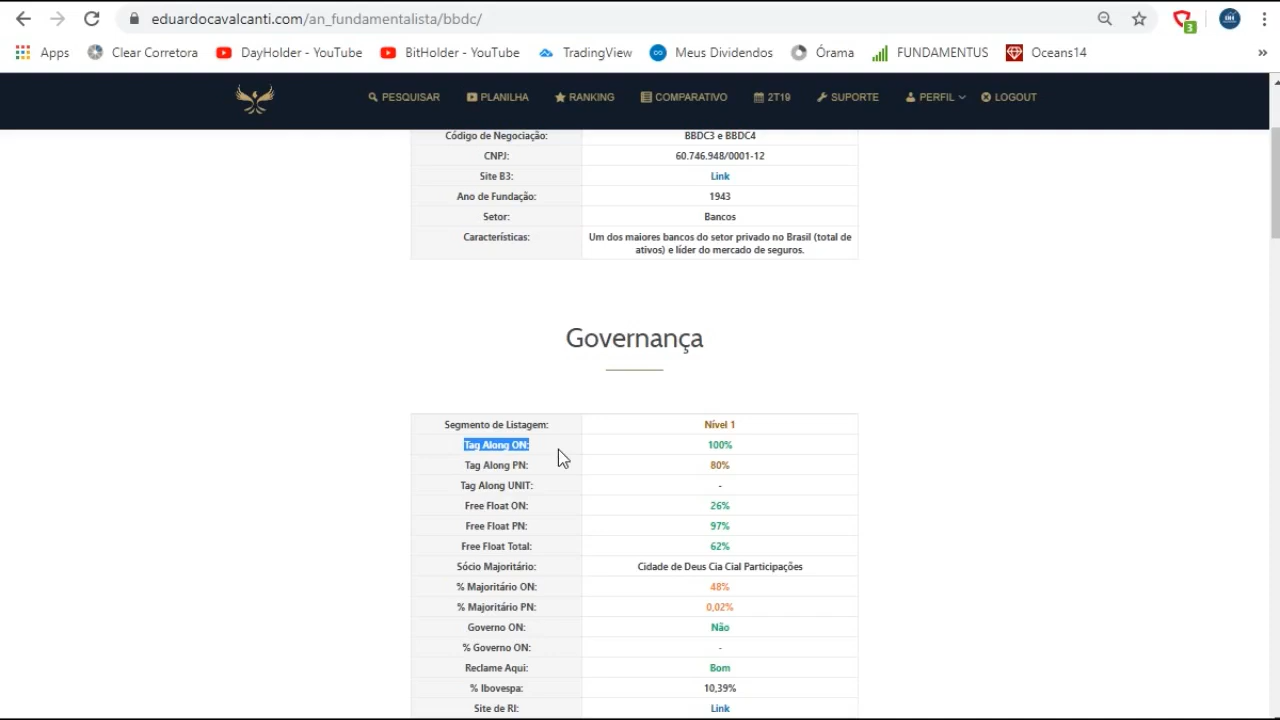 eduardocavalcanti.com/an_fundamentalista/bbdc/
3
Apps Clear Corretora DayHolder - YouTube BitHolder - YouTube TradingView Meus Dividendos Órama FUNDAMENTUS Oceans14 »
PESQUISAR PLANILHA RANKING COMPARATIVO 2T19 SUPORTE PERFIL LOGOUT
Código de Negociação: BBDC3 e BBDC4
CNPJ: 60.746.948/0001-12
Site B3: Link
Ano de Fundação: 1943
Setor: Bancos
Características: Um dos maiores bancos do setor privado no Brasil (total de
ativos) e líder do mercado de seguros.
Governança
Segmento de Listagem: Nível 1
Tag Along ON: 100%
Tag Along PN: 80%
Tag Along UNIT: -
Free Float ON: 26%
Free Float PN: 97%
Free Float Total: 62%
Sócio Majoritário: Cidade de Deus Cia Cial Participações
% Majoritário ON: 48%
% Majoritário PN: 0,02%
Governo ON: Não
% Governo ON: -
Reclame Aqui: Bom
% Ibovespa: 10,39%
Site de RI: Link